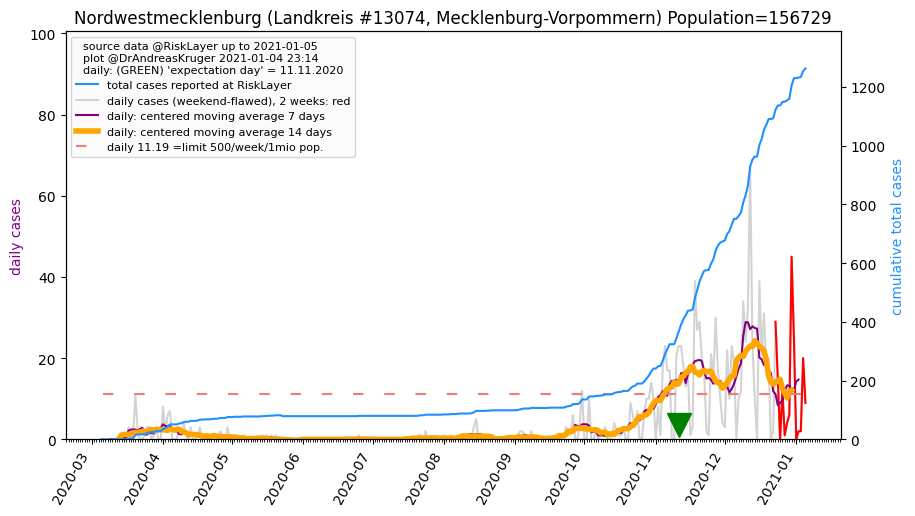 Nordwestmecklenburg (Landkreis #13074, Mecklenburg-Vorpommern) Population=156729
source data @RiskLayer up to 2021-01-05
plot @DrAndreasKruger 2021-01-04 23:14
daily: (GREEN) 'expectation day' = 11.11.2020
total cases reported at RiskLayer
daily cases (weekend-flawed), 2 weeks: red
daily: centered moving average 7 days
daily: centered moving average 14 days
daily 11.19 =limit 500/week/1mio pop.
daily cases
100
80
60
40
20
0
cumulative total cases
1200
1000
800
600
400
200
0
2020-03
2020-04
2020-05
2020-06
2020-07
2020-08
2020-09
2020-10
2020-11
2020-12
2021-01